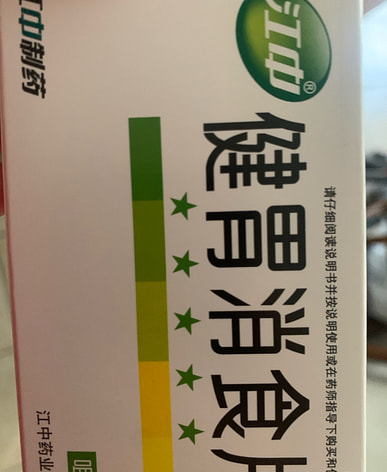 江中®
江中制药
请仔细阅读说明书并按说明使用或在药师指导下购买和使
健胃消食片
江中药业